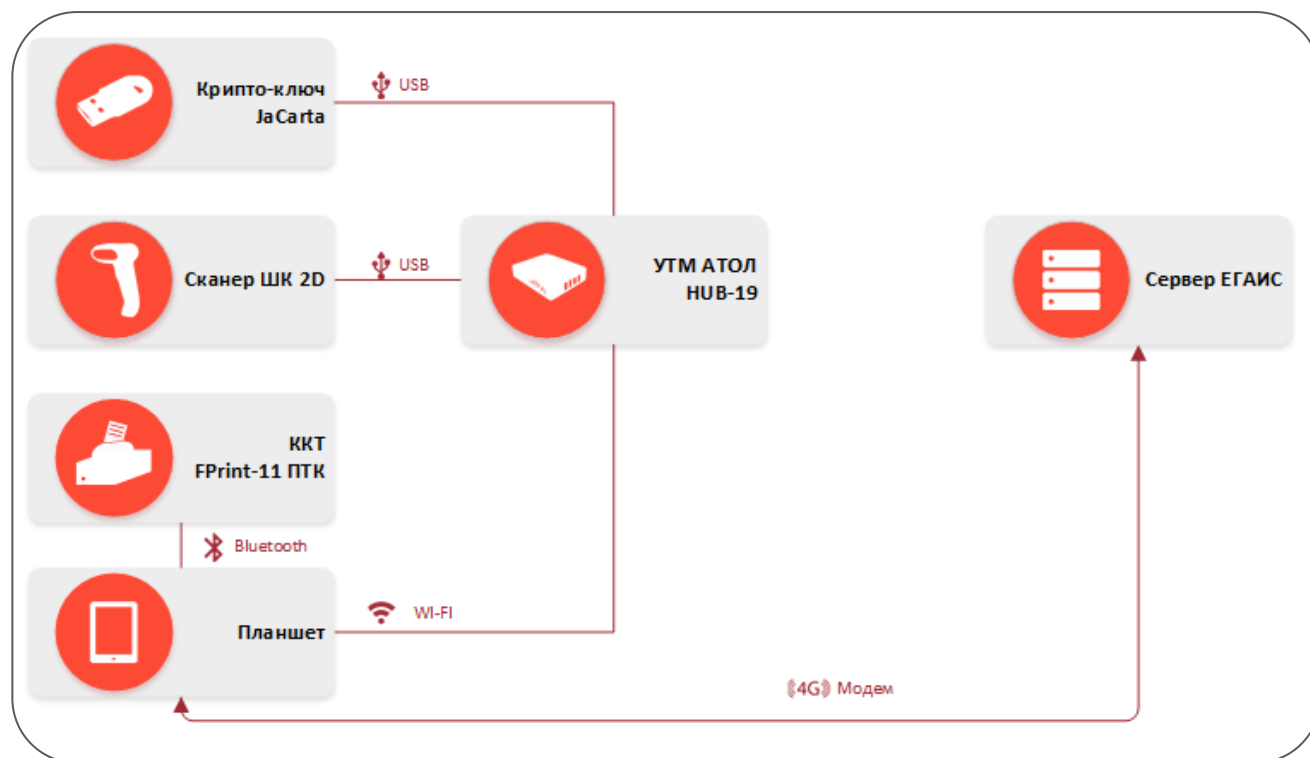 Крипто-ключ
JaCarta
USB
Сканер ШК 2D
USB
УТМ АТОЛ
HUB-19
Сервер ЕГАИС
ККТ
FPrint-11 ПТК
Bluetooth
Планшет
WI-FI
4G Модем